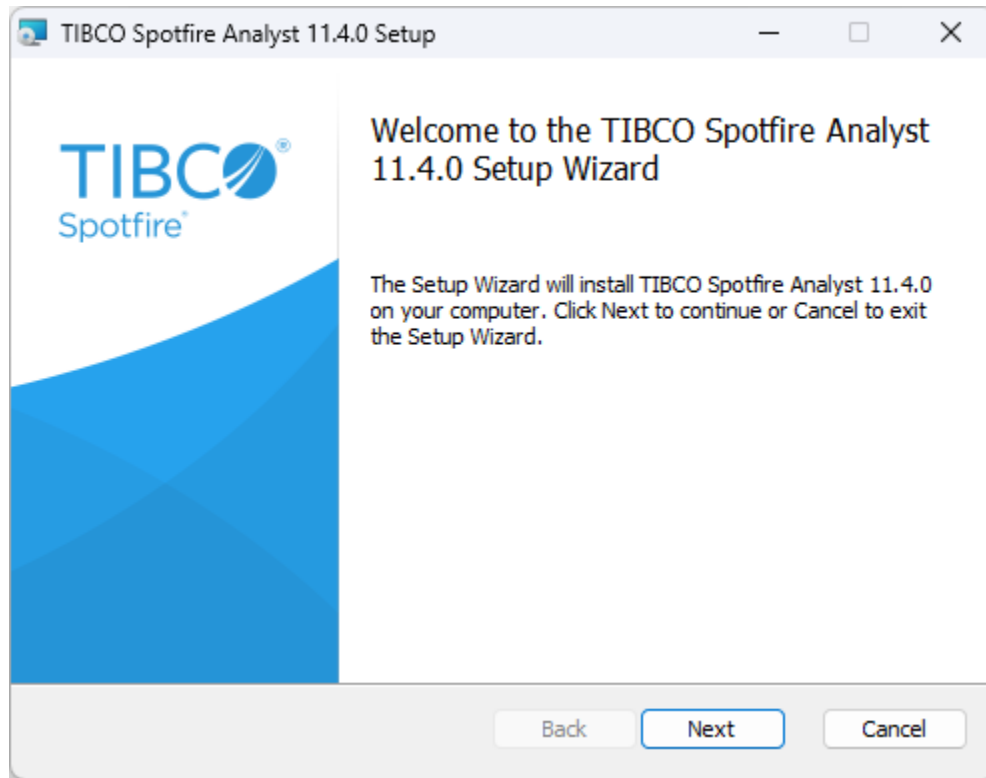 TIBCO Spotfire Analyst 11.4.0 Setup
TIBCO®
Spotfire®
Welcome to the TIBCO Spotfire Analyst
11.4.0 Setup Wizard
The Setup Wizard will install TIBCO Spotfire Analyst 11.4.0
on your computer. Click Next to continue or Cancel to exit
the Setup Wizard.
Back Next Cancel